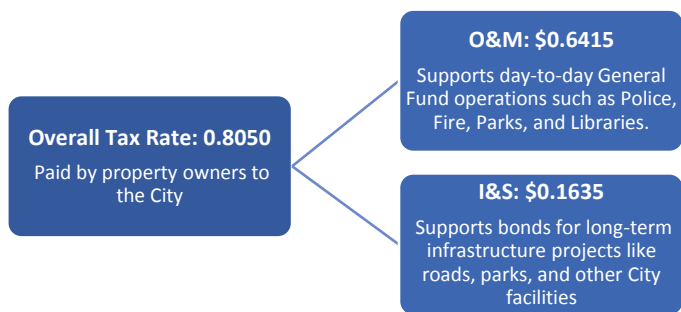 Overall Tax Rate: 0.8050
Paid by property owners to
the City
O&M: $0.6415
Supports day-to-day General
Fund operations such as Police,
Fire, Parks, and Libraries.
I&S: $0.1635
Supports bonds for long-term
infrastructure projects like
roads, parks, and other City
facilities